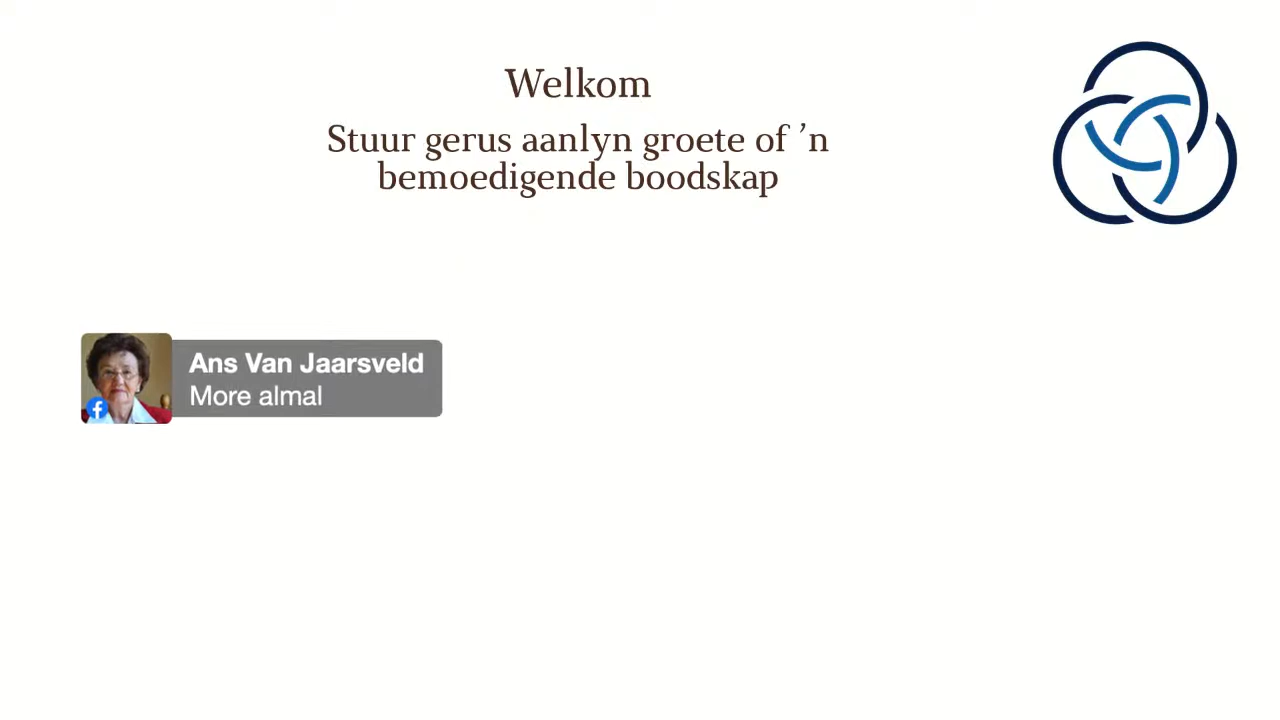 Welkom
Stuur gerus aanlyn groete of ’n
bemoedigende boodskap
Ans Van Jaarsveld
More almal